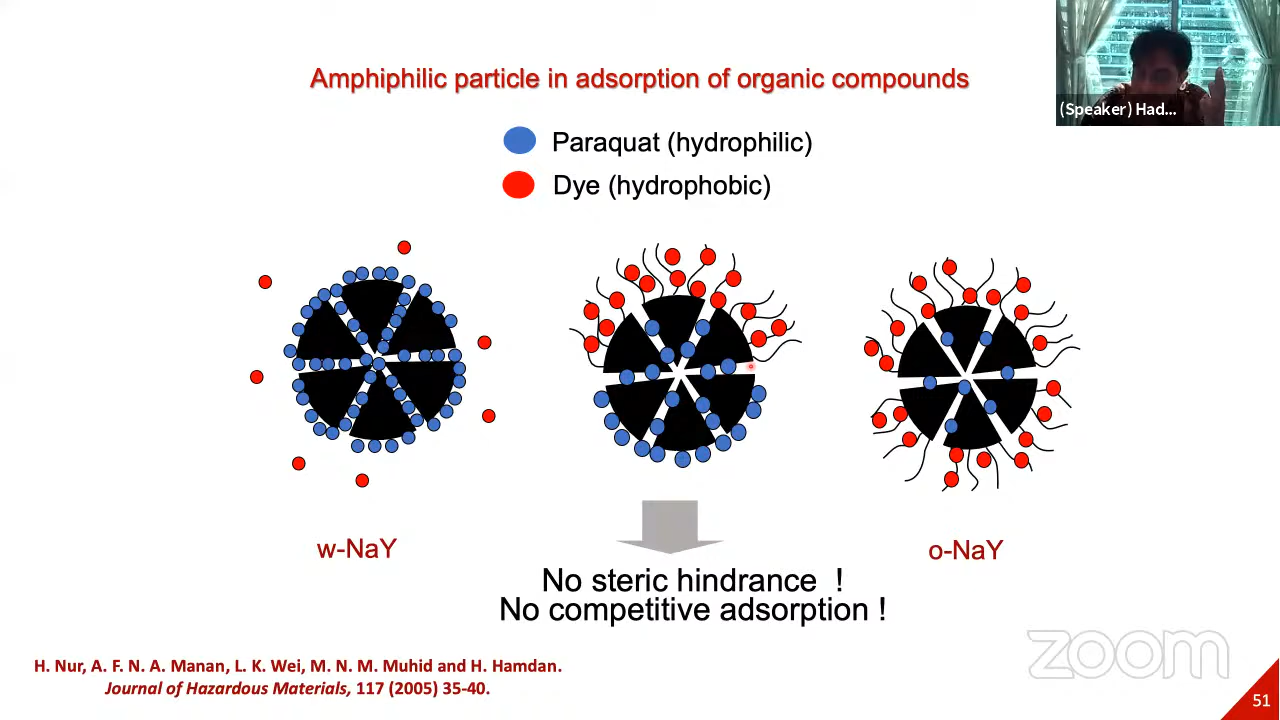 (Speaker) Had...
Amphiphilic particle in adsorption of organic compounds
Paraquat (hydrophilic)
Dye (hydrophobic)
w-NaY
o-NaY
No steric hindrance !
No competitive adsorption !
zoom
H. Nur, A. F. N. A. Manan, L. K. Wei, M. N. M. Muhid and H. Hamdan.
Journal of Hazardous Materials, 117 (2005) 35-40.
51